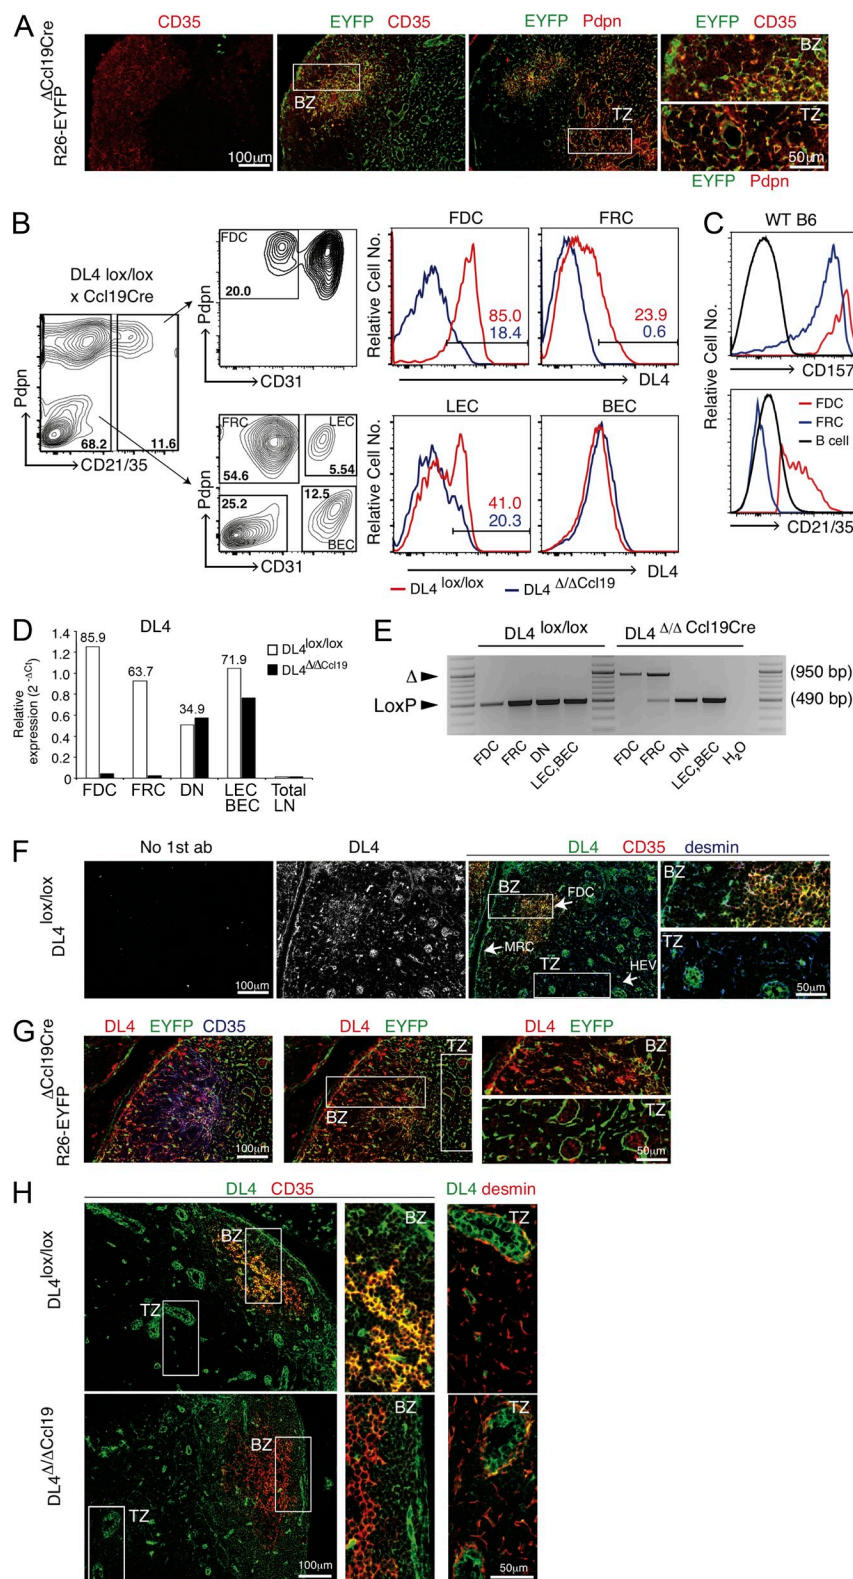 A
CD35
EYFP CD35
EYFP Pdpn
EYFP CD35
ΔCcl19Cre
R26-EYFP
BZ
BZ
TZ
TZ
100µm
50µm
EYFP Pdpn
B
DL4 lox/lox
x Ccl19Cre
Pdpn
CD21/35
68.2
11.6
FDC
20.0
Pdpn
CD31
FRC
LEC
54.6
5.54
25.2
12.5
BEC
Pdpn
CD31
FDC
FRC
Relative Cell No.
85.0
18.4
23.9
0.6
DL4
LEC
BEC
Relative Cell No.
41.0
20.3
DL4
DL4 lox/lox
DL4 Δ/ΔCcl19
C
WT B6
Relative Cell No.
CD157
FDC
FRC
B cell
CD21/35
D
DL4
Relative
expression (2 -ΔCt)
1.4
1.2
1.0
0.8
0.6
0.4
0.2
0
85.9
63.7
34.9
71.9
DL4lox/lox
DL4Δ/ΔCcl19
FDC
FRC
DN
LEC
BEC
Total
LN
E
DL4 lox/lox
DL4 Δ/Δ Ccl19Cre
Δ
LoxP
(950 bp)
(490 bp)
FDC
FRC
DN
LEC,BEC
FDC
FRC
DN
LEC,BEC
H2O
F
No 1st ab
DL4
DL4 CD35 desmin
DL4lox/lox
BZ
FDC
MRC
TZ
HEV
BZ
TZ
100µm
100µm
100µm
50µm
G
DL4 EYFP CD35
DL4 EYFP
DL4 EYFP
ΔCcl19Cre
R26-EYFP
BZ
TZ
BZ
TZ
100µm
100µm
50µm
H
DL4 CD35
DL4 desmin
DL4lox/lox
BZ
TZ
BZ
TZ
DL4Δ/ΔCcl19
BZ
TZ
BZ
TZ
100µm
50µm